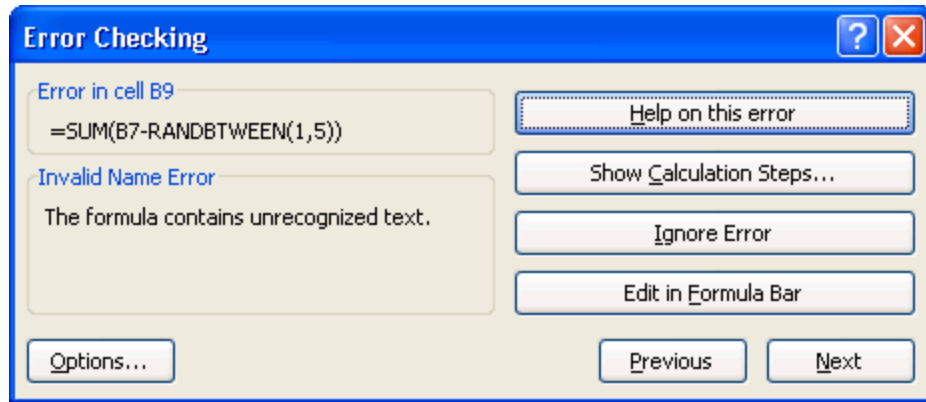 Error Checking
?
Error in cell B9
=SUM(B7-RANDBTWEEN(1,5))
Invalid Name Error
The formula contains unrecognized text.
Help on this error
Show Calculation Steps...
Ignore Error
Edit in Formula Bar
Options...
Previous
Next